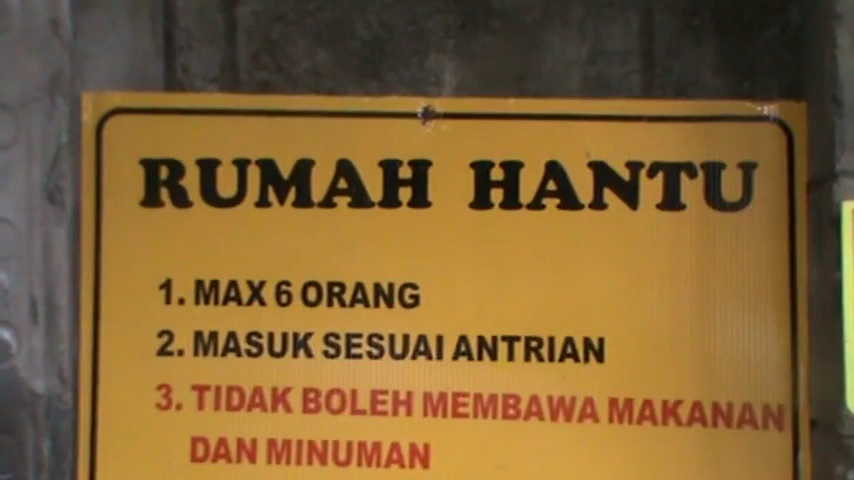 RUMAH HANTU
1. MAX 6 ORANG
2. MASUK SESUAI ANTRIAN
3. TIDAK BOLEH MEMBAWA MAKANAN
DAN MINUMAN